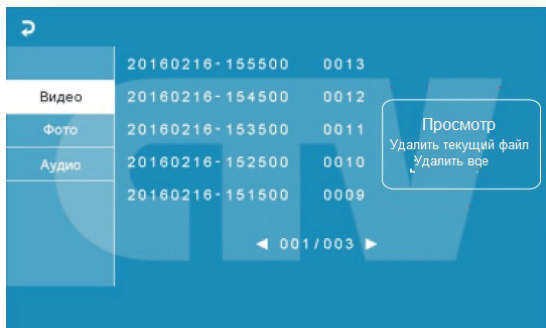 20160216-155500 0013
Видео
20160216-154500 0012
Фото
20160216-153500 0011
Аудио
20160216-152500 0010
20160216-151500 0009
001/003
Просмотр
Удалить текущий файл
Удалить все
CTV